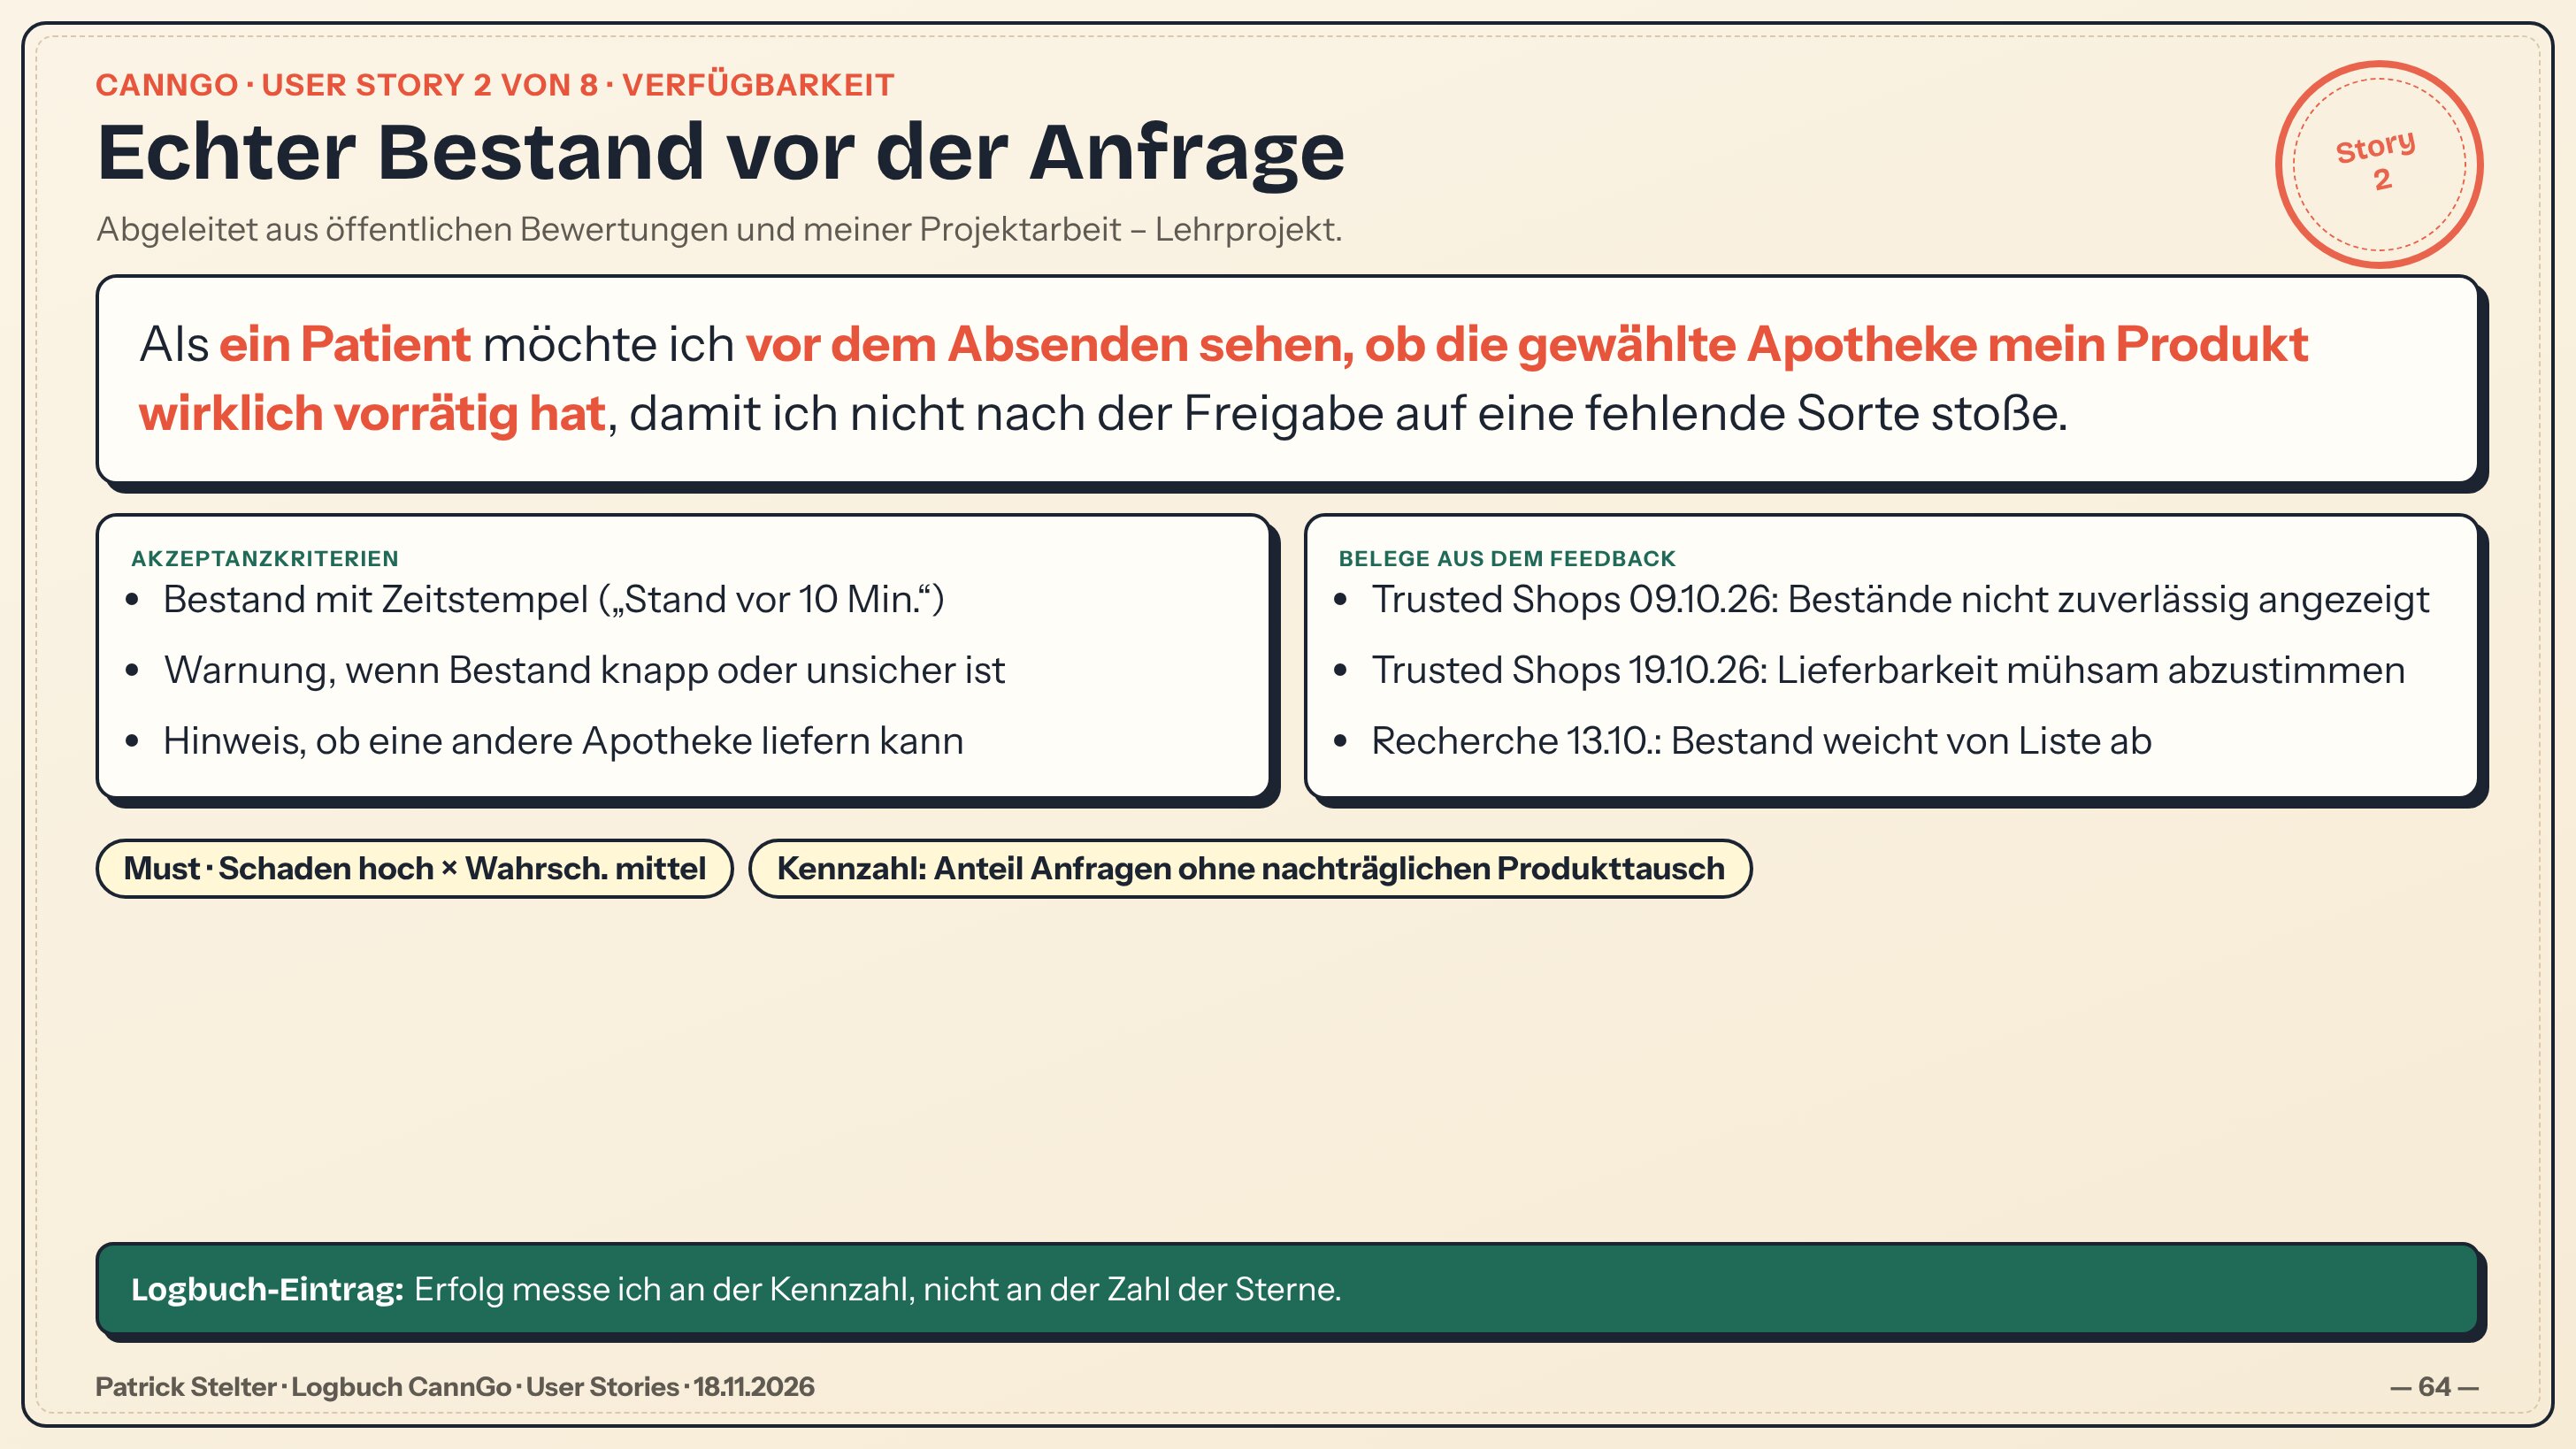 CANNGO · USER STORY 2 VON 8 · VERFÜGBARKEIT
Echter Bestand vor der Anfrage
Abgeleitet aus öffentlichen Bewertungen und meiner Projektarbeit – Lehrprojekt.
Story
2
Als ein Patient möchte ich vor dem Absenden sehen, ob die gewählte Apotheke mein Produkt
wirklich vorrätig hat, damit ich nicht nach der Freigabe auf eine fehlende Sorte stoße.
AKZEPTANZKRITERIEN
• Bestand mit Zeitstempel („Stand vor 10 Min.“)
• Warnung, wenn Bestand knapp oder unsicher ist
• Hinweis, ob eine andere Apotheke liefern kann
BELEGE AUS DEM FEEDBACK
• Trusted Shops 09.10.26: Bestände nicht zuverlässig angezeigt
• Trusted Shops 19.10.26: Lieferbarkeit mühsam abzustimmen
• Recherche 13.10.: Bestand weicht von Liste ab
Must · Schaden hoch × Wahrsch. mittel
Kennzahl: Anteil Anfragen ohne nachträglichen Produkttausch
Logbuch-Eintrag: Erfolg messe ich an der Kennzahl, nicht an der Zahl der Sterne.
Patrick Stelter · Logbuch CannGo · User Stories · 18.11.2026
— 64 —